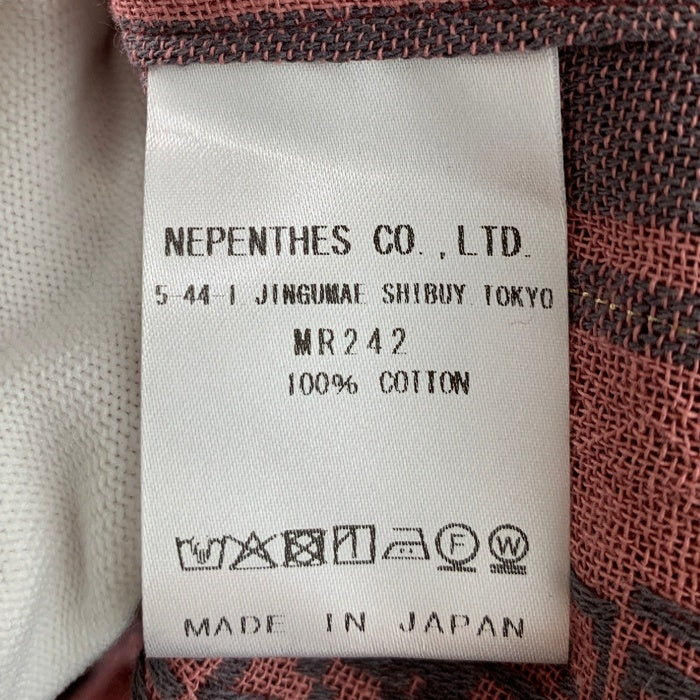 NEPENTHES CO.,LTD.
5-44-1 JINGUMAE SHIBUY TOKYO
MR242
100% COTTON
F W
MADE IN JAPAN